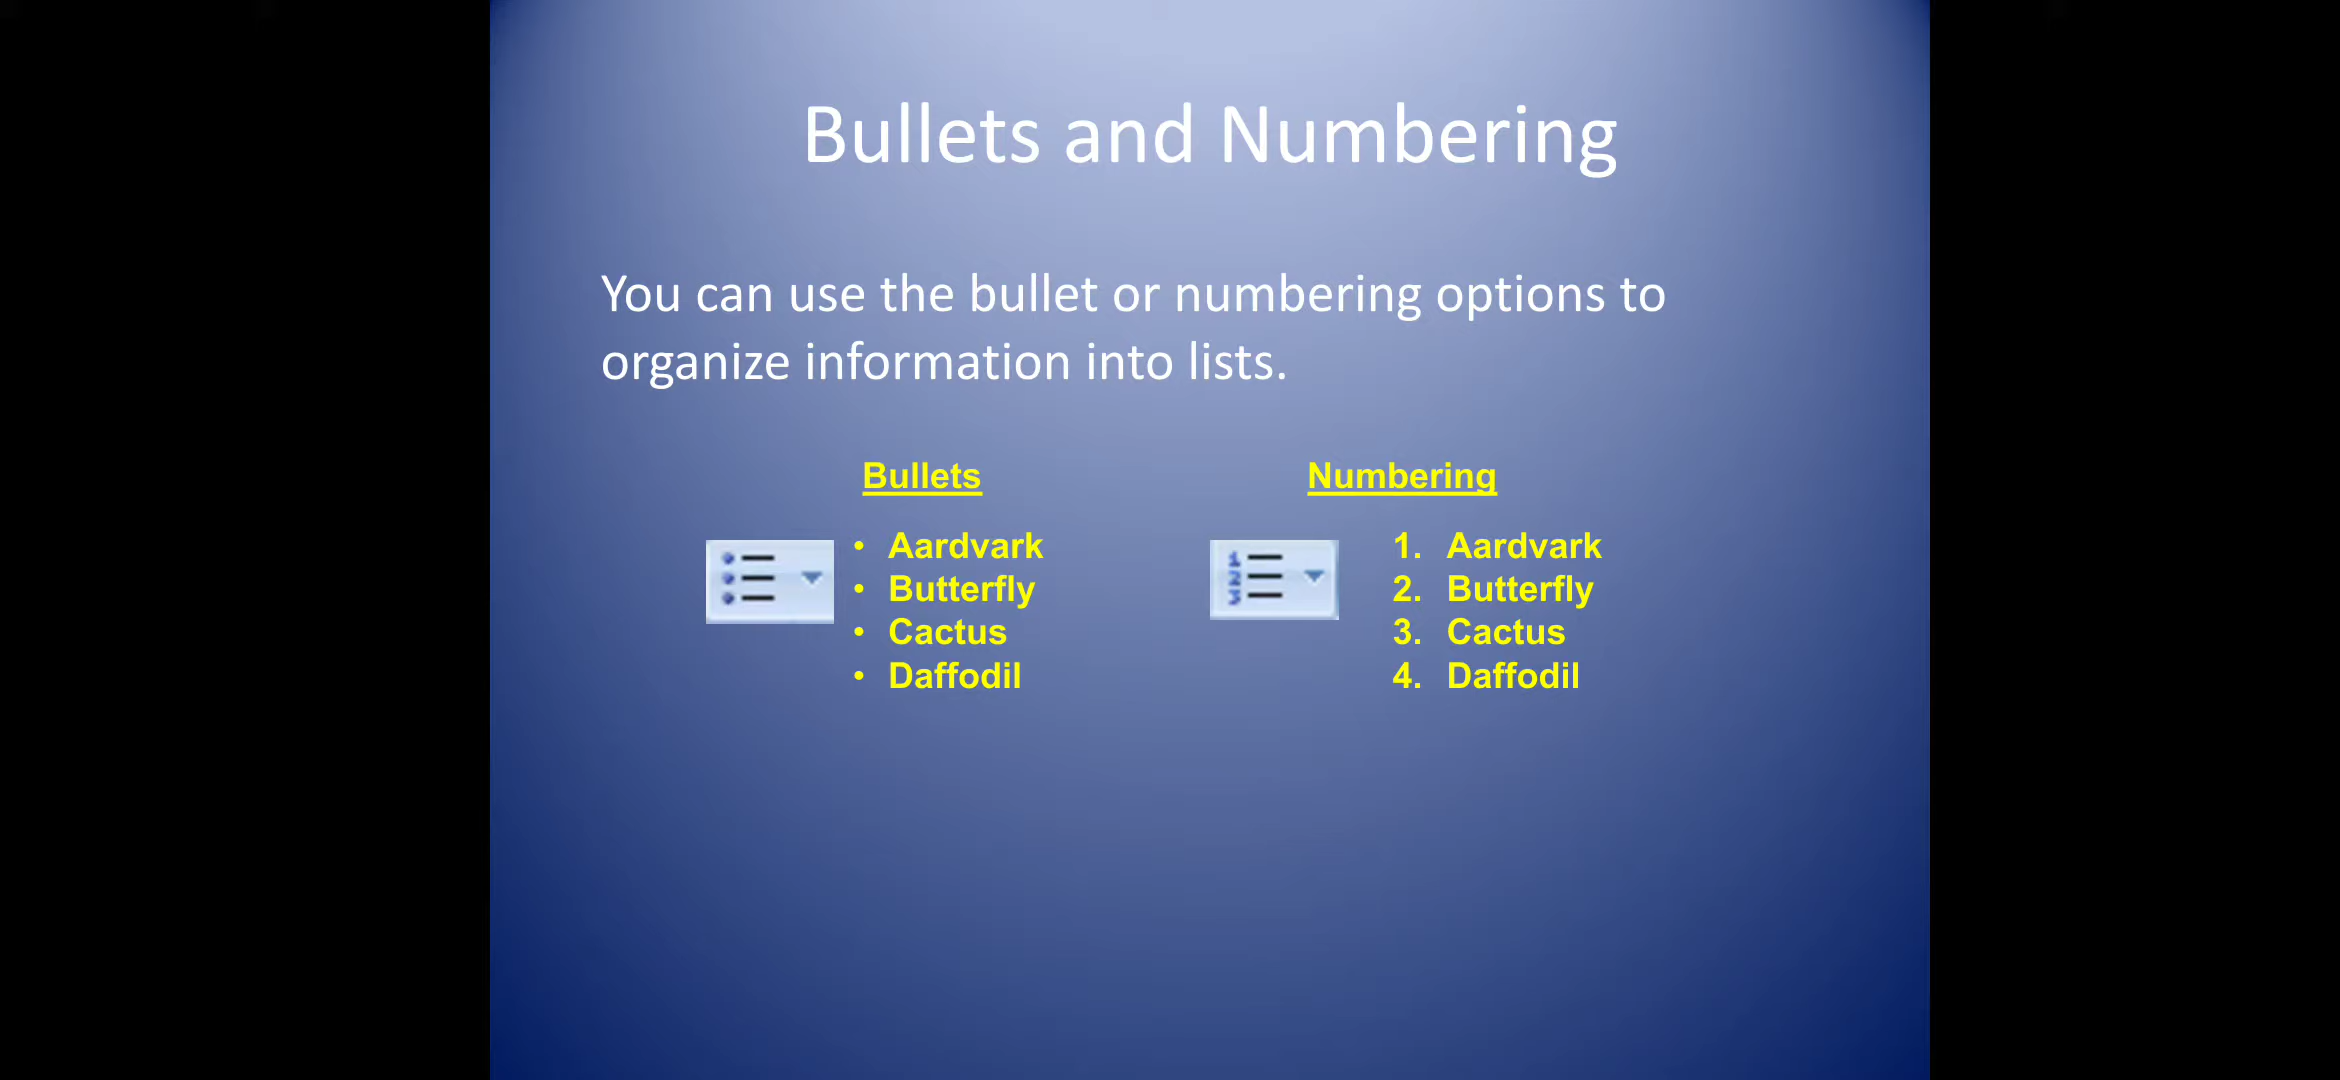 Bullets and Numbering
You can use the bullet or numbering options to
organize information into lists.
Bullets
• Aardvark
• Butterfly
• Cactus
• Daffodil
Numbering
1. Aardvark
2. Butterfly
3. Cactus
4. Daffodil